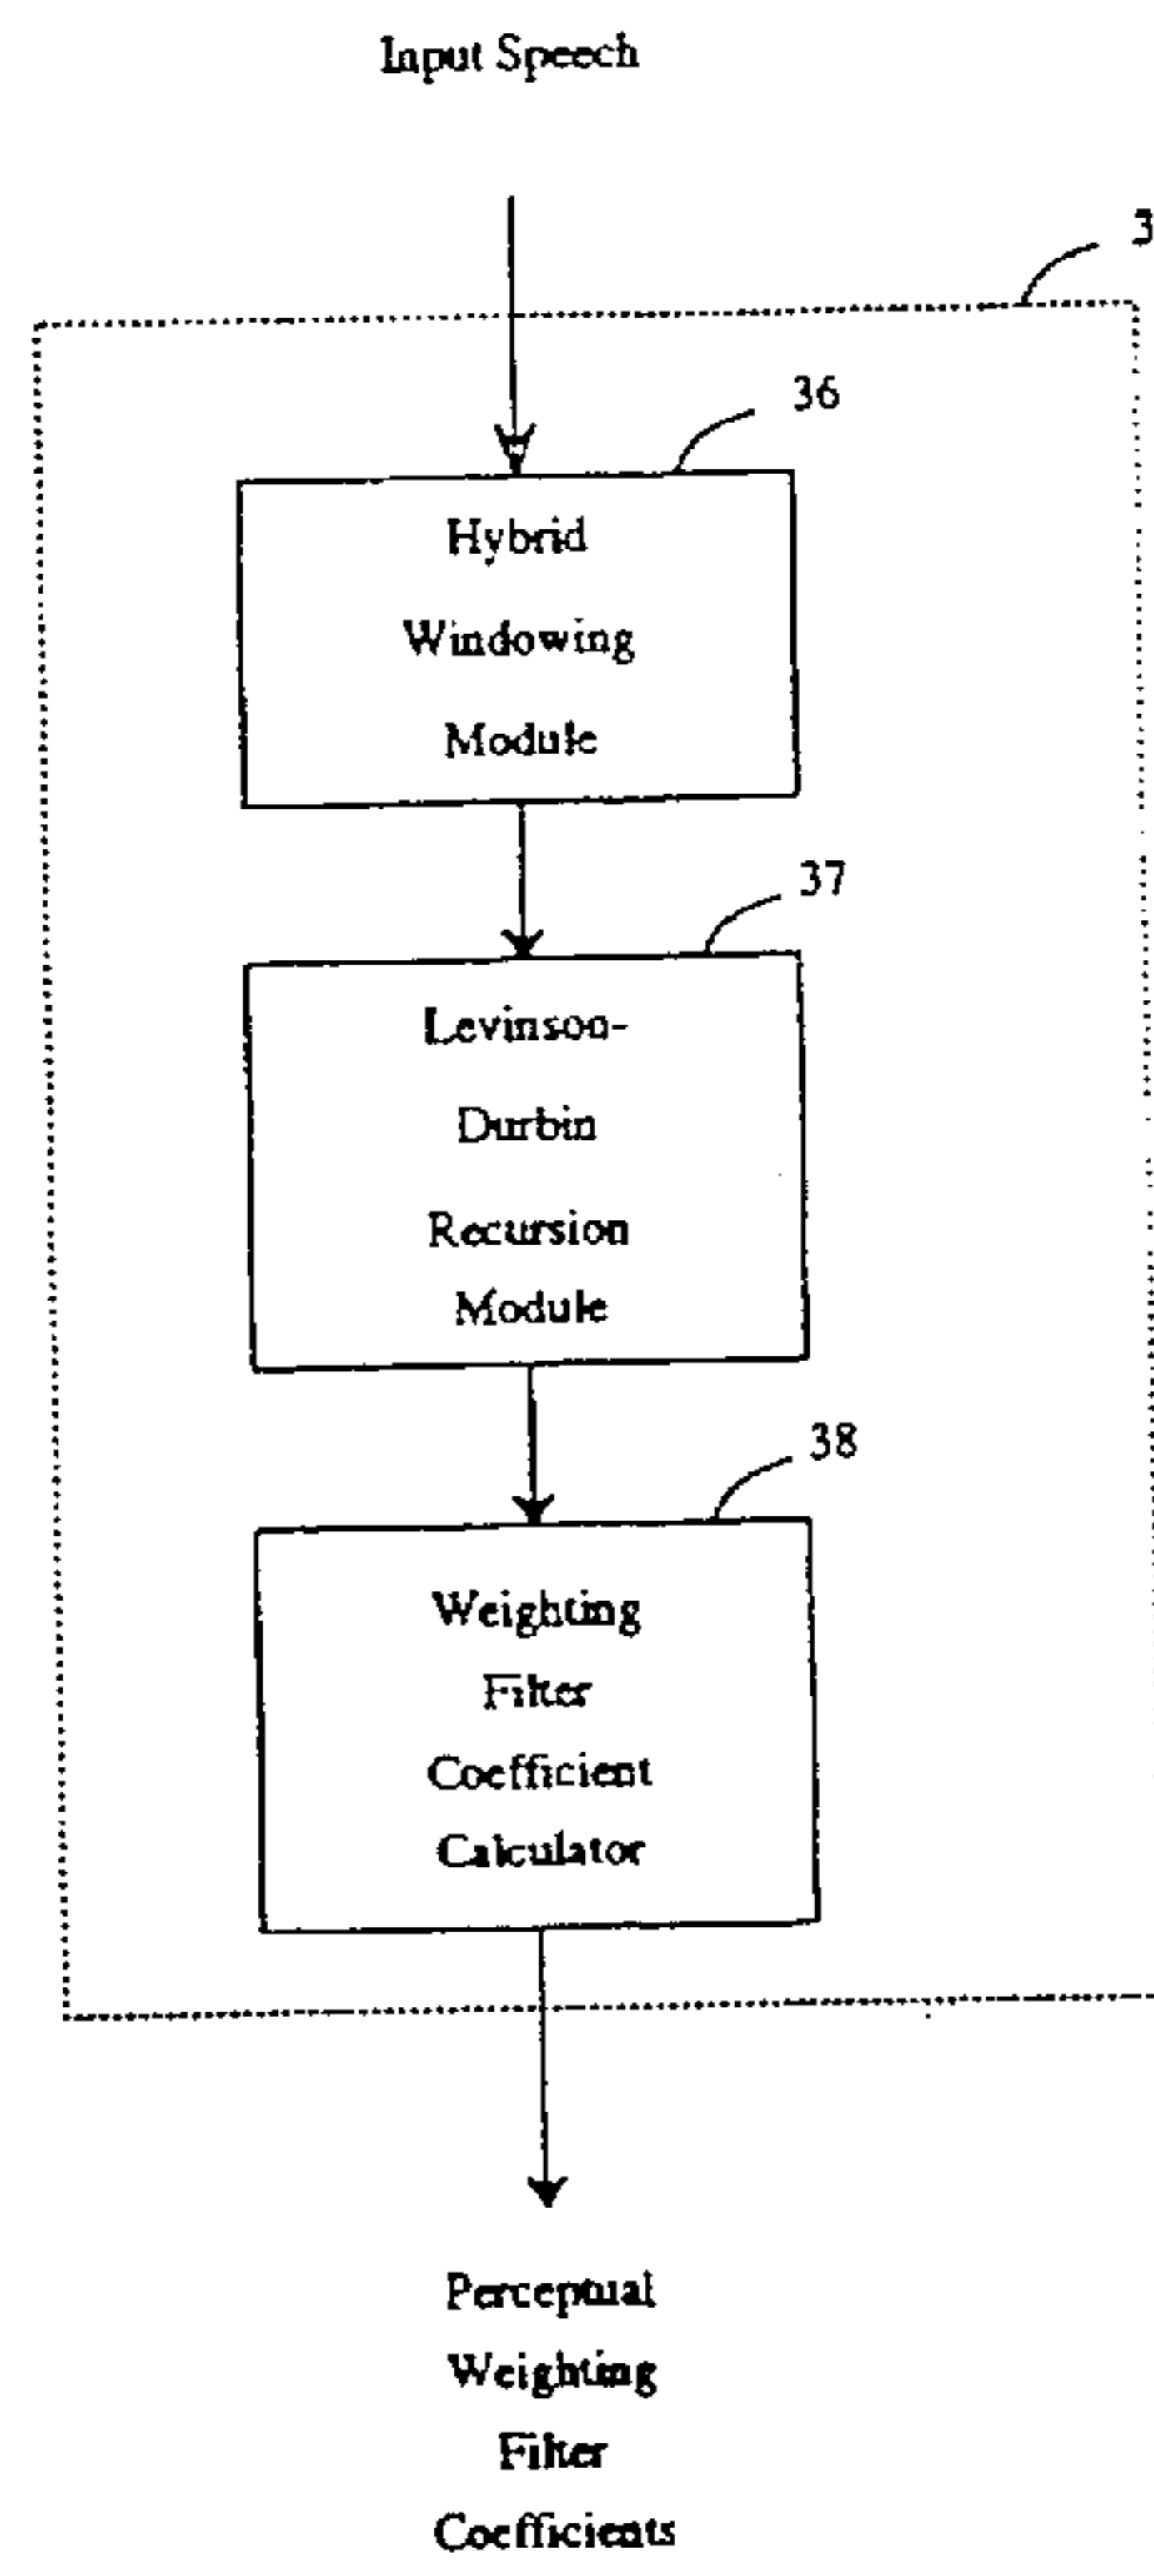 Input Speech
3
36
Hybrid
Windowing
Module
37
Levinson-
Durbin
Recursion
Module
38
Weighting
Filter
Coefficient
Calculator
Perceptual
Weighting
Filter
Coefficients